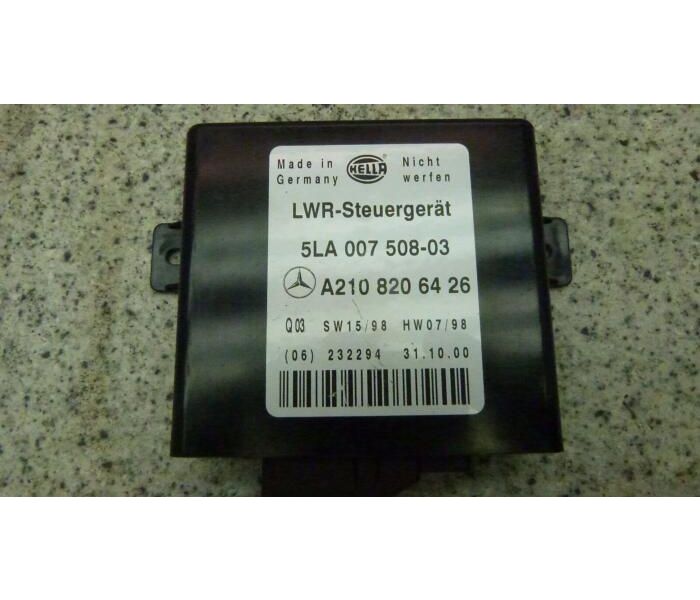 Made in HELLA Nicht
Germany werfen
LWR-Steuergerät
5LA 007 508-03
A210 820 64 26
Q03 SW15/98 HW07/98
(06) 232294 31.10.00